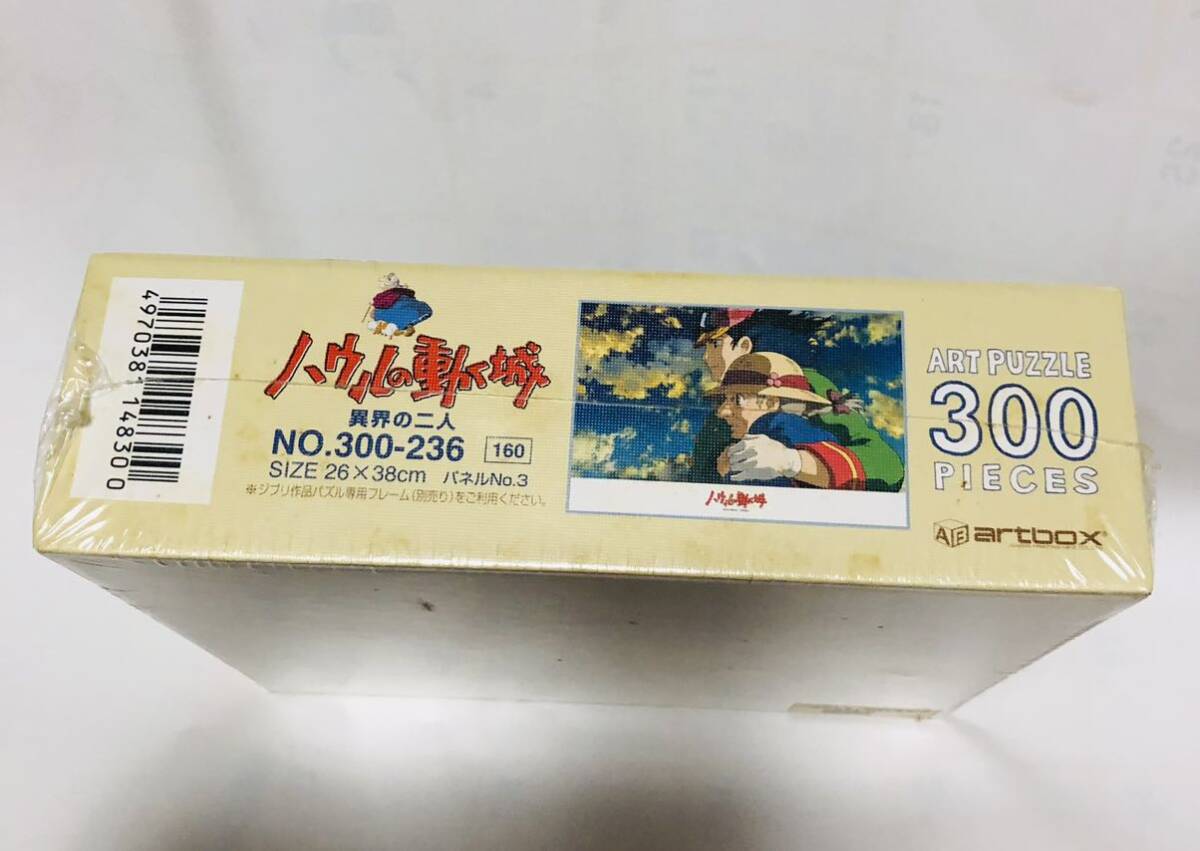 4970381148300
ハウルの動く城
異界の二人
NO.300-236 160
SIZE 26×38cm パネルNo.3
※ジブリ作品パズル専用フレーム(別売り)をご利用ください。
ハウルの動く城
ART PUZZLE
300
PIECES
AB artbox